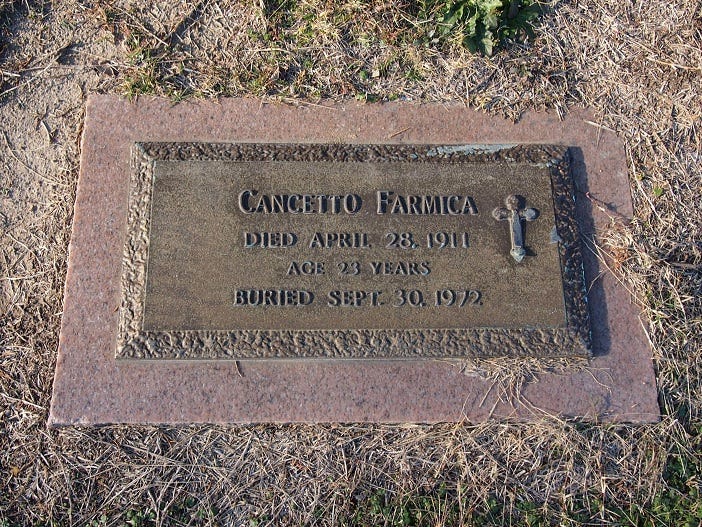 CANCETTO FARMICA
DIED APRIL 28, 1911
AGE 23 YEARS
BURIED SEPT. 30, 1972